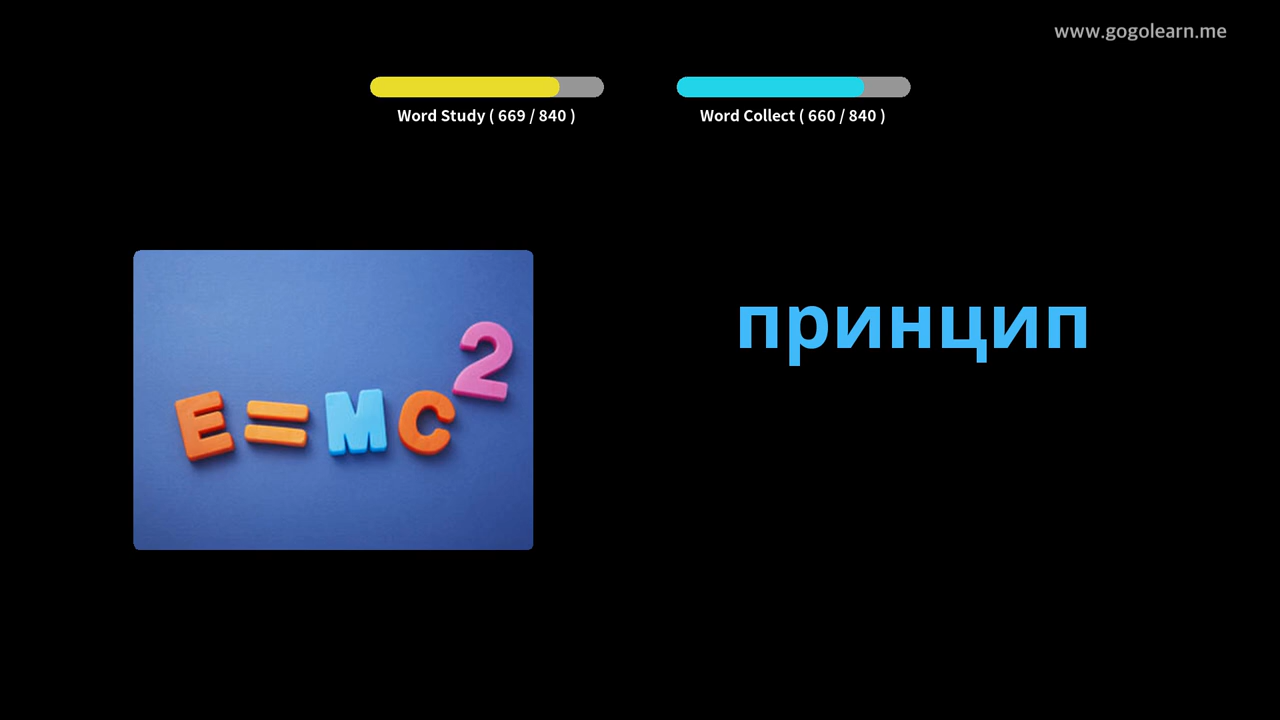 www.gogolearn.me
Word Study ( 669 / 840 )
Word Collect ( 660 / 840 )
принцип
E=MC²